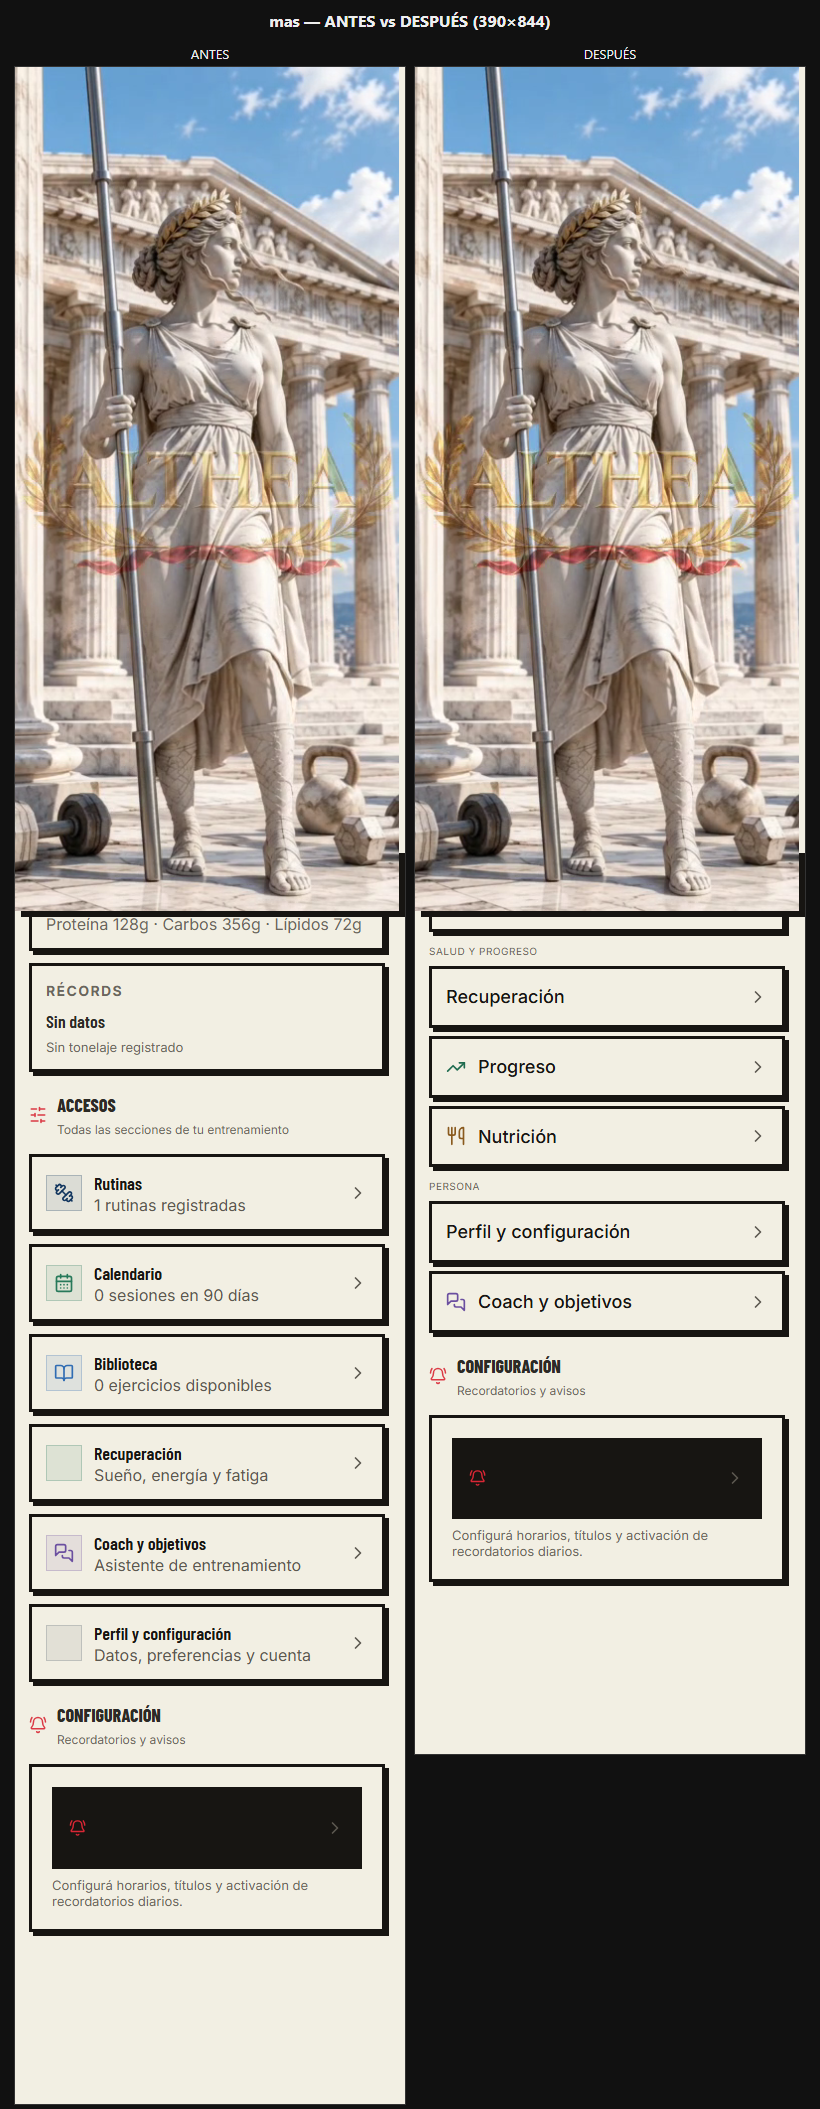 mas — ANTES vs DESPUÉS (390×844)
ANTES
ALTHEA
Proteína 128g · Carbos 356g · Lípidos 72g
RÉCORDS
Sin datos
Sin tonelaje registrado
ACCESOS
Todas las secciones de tu entrenamiento
Rutinas
1 rutinas registradas
Calendario
0 sesiones en 90 días
Biblioteca
0 ejercicios disponibles
Recuperación
Sueño, energía y fatiga
Coach y objetivos
Asistente de entrenamiento
Perfil y configuración
Datos, preferencias y cuenta
CONFIGURACIÓN
Recordatorios y avisos
Configurá horarios, títulos y activación de
recordatorios diarios.
DESPUÉS
ALTHEA
SALUD Y PROGRESO
Recuperación
Progreso
Nutrición
PERSONA
Perfil y configuración
Coach y objetivos
CONFIGURACIÓN
Recordatorios y avisos
Configurá horarios, títulos y activación de
recordatorios diarios.